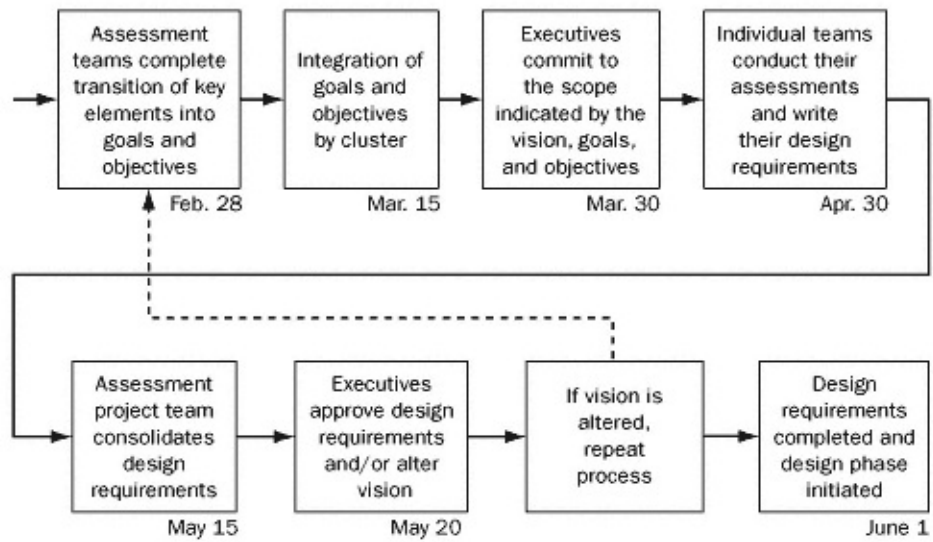 Assessment
teams complete
transition of key
elements into
goals and
objectives
Feb. 28
Integration of
goals and
objectives
by cluster
Mar. 15
Executives
commit to
the scope
indicated by the
vision, goals,
and objectives
Mar. 30
Individual teams
conduct their
assessments
and write
their design
requirements
Apr. 30
Assessment
project team
consolidates
design
requirements
May 15
Executives
approve design
requirements
and/or alter
vision
May 20
If vision is
altered,
repeat
process
Design
requirements
completed and
design phase
initiated
June 1